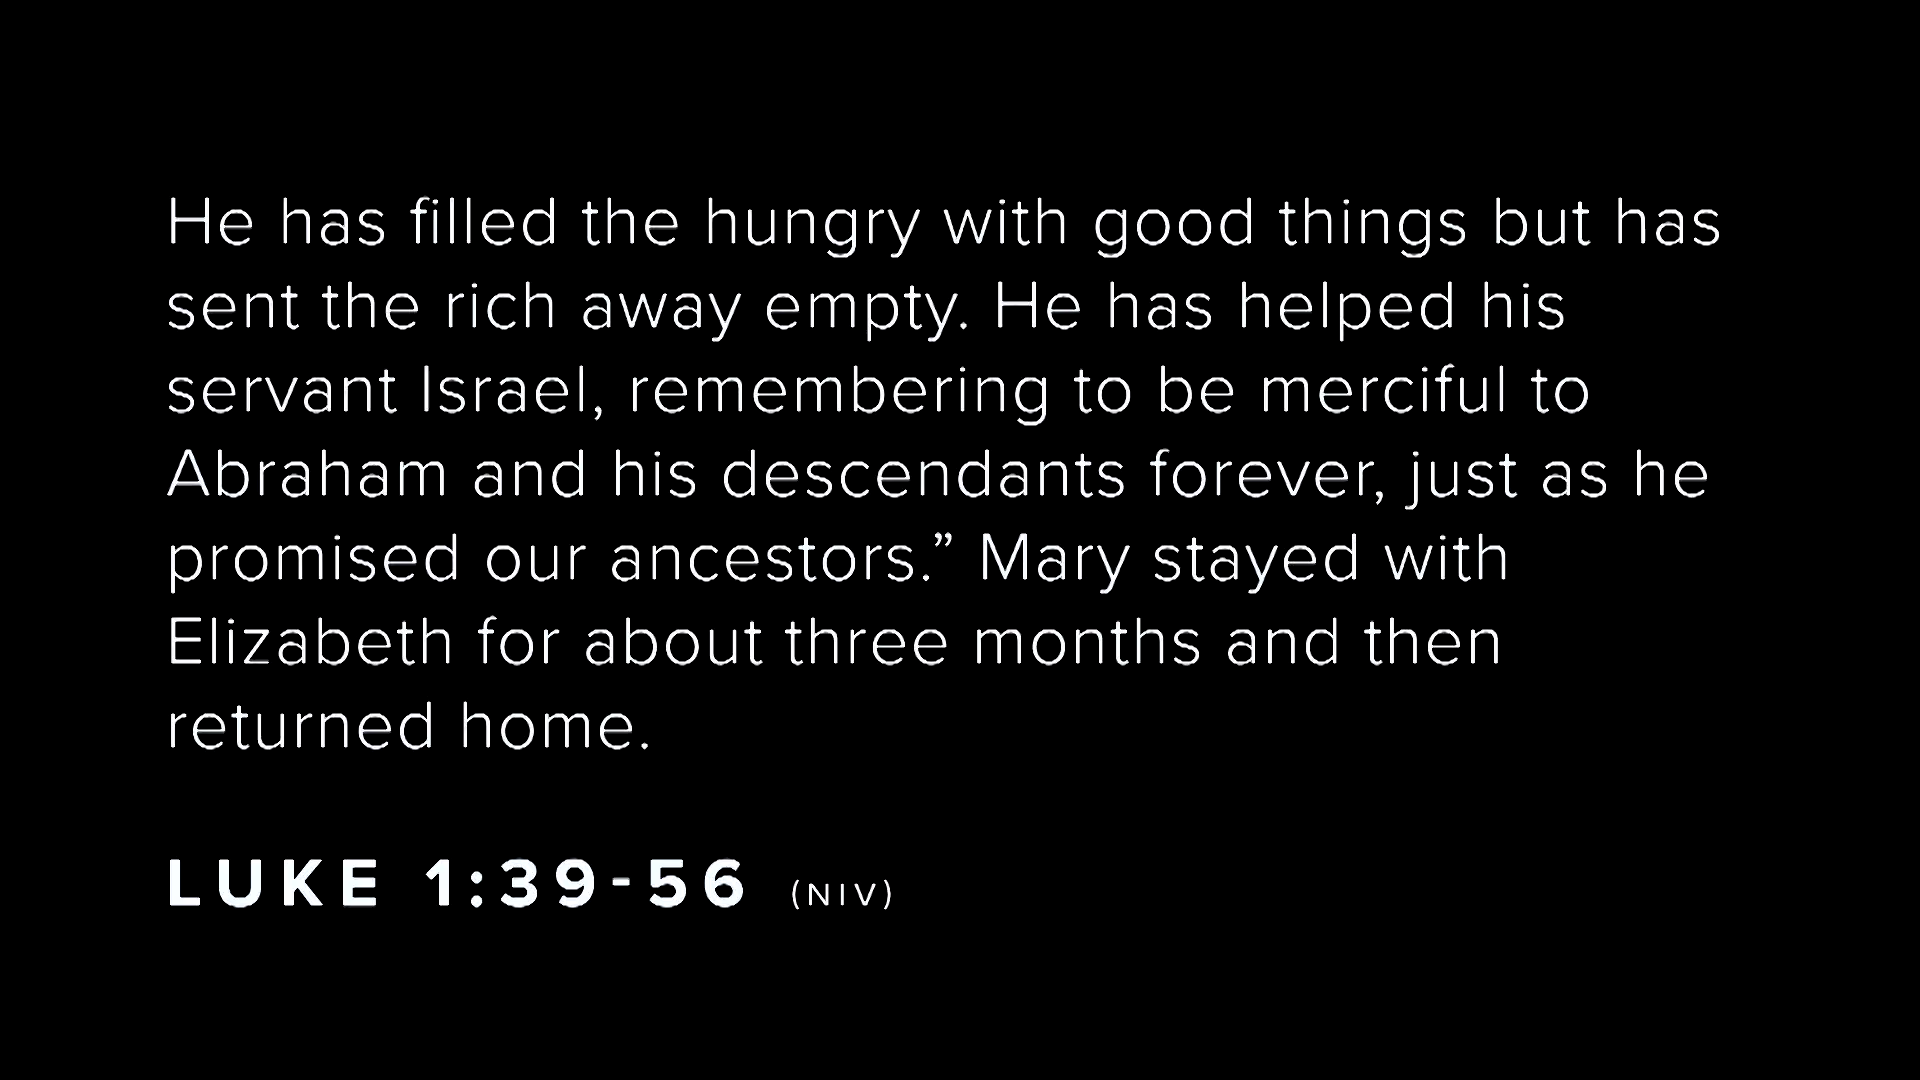 He has filled the hungry with good things but has
sent the rich away empty. He has helped his
servant Israel, remembering to be merciful to
Abraham and his descendants forever, just as he
promised our ancestors.” Mary stayed with
Elizabeth for about three months and then
returned home.
LUKE 1:39-56 (NIV)